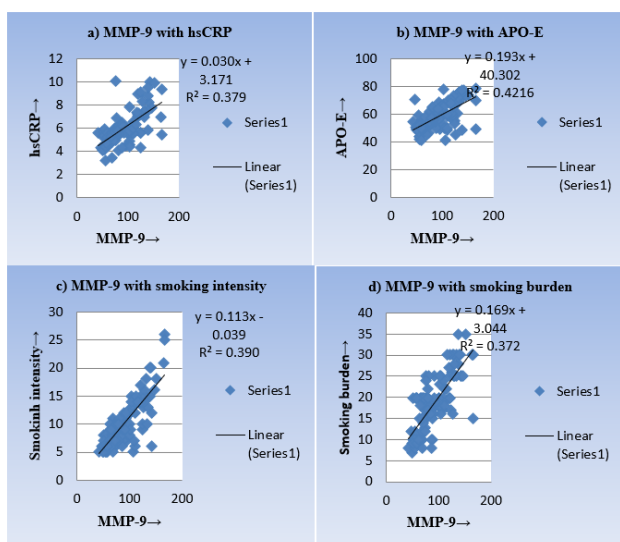 a) MMP-9 with hsCRP
y = 0.030x +
3.171
R² = 0.379
12
10
8
6
4
2
0
hsCRP→
0 100 200
MMP-9→
Series1
Linear
(Series1)
b) MMP-9 with APO-E
y = 0.193x +
40.302
R² = 0.4216
100
80
60
40
20
0
APO-E→
0 100 200
MMP-9→
Series1
Linear
(Series1)
c) MMP-9 with smoking intensity
y = 0.113x -
0.039
R² = 0.390
30
25
20
15
10
5
0
Smokinh intensity→
0 100 200
MMP-9→
Series1
Linear
(Series1)
d) MMP-9 with smoking burden
y = 0.169x +
3.044
R² = 0.372
40
35
30
25
20
15
10
5
0
Smoking burden→
0 100 200
MMP-9→
Series1
Linear
(Series1)